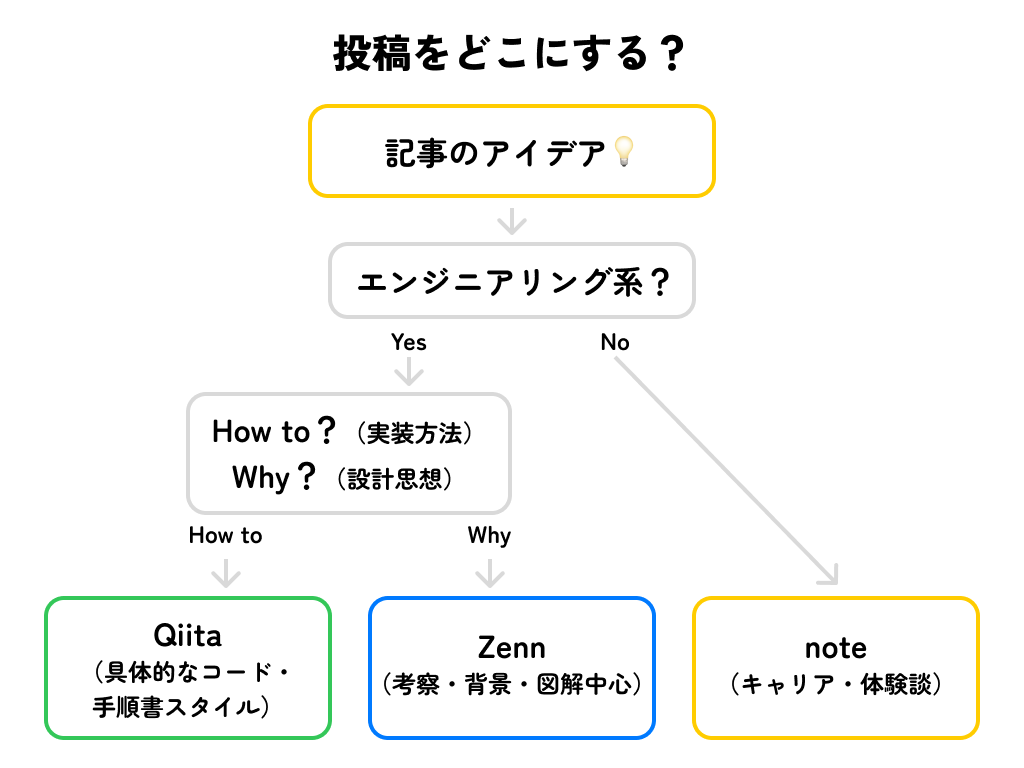 投稿をどこにする？
記事のアイデア💡
エンジニアリング系？
Yes
No
How to？（実装方法）
Why？（設計思想）
How to
Why
Qiita
（具体的なコード・
手順書スタイル）
Zenn
（考察・背景・図解中心）
note
（キャリア・体験談）